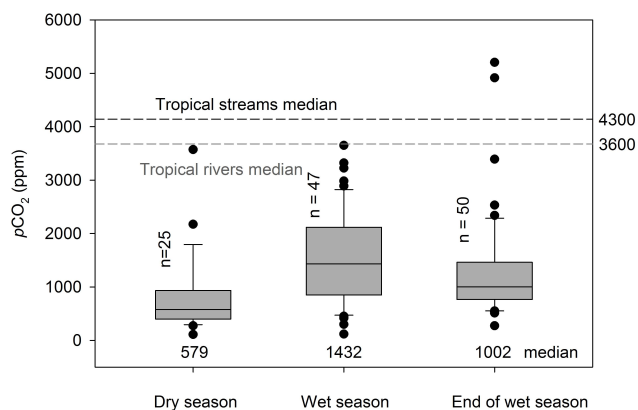 6000
5000
4000
3000
2000
1000
0
pCO2 (ppm)
Tropical streams median
4300
3600
Tropical rivers median
n=25
n = 47
n = 50
579 1432 1002 median
Dry season Wet season End of wet season